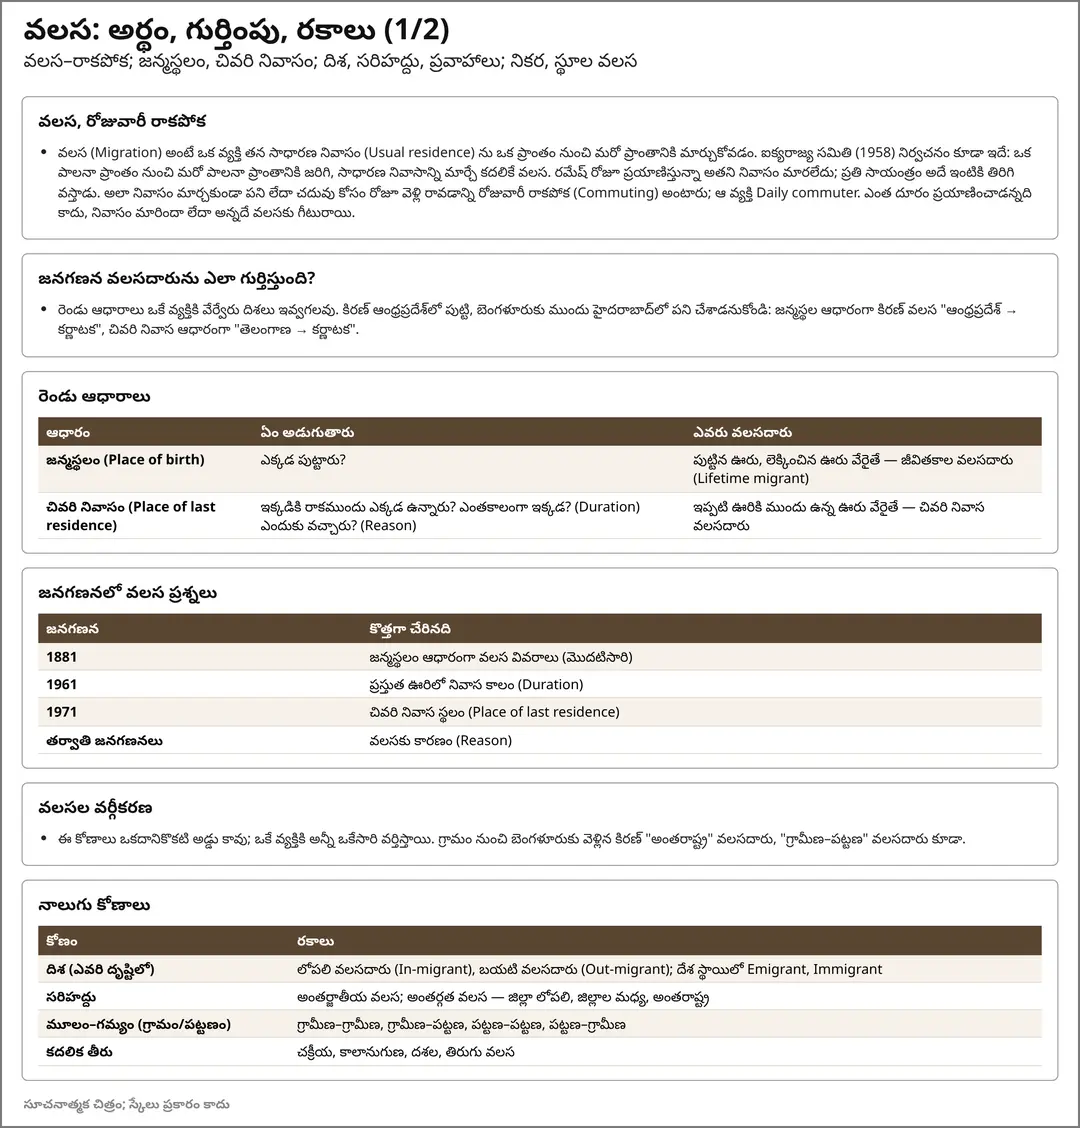 వలస: అర్థం, గుర్తింపు, రకాలు (1/2)
వలస–రాకపోక; జన్మస్థలం, చివరి నివాసం; దిశ, సరిహద్దు, ప్రవాహాలు; నికర, స్థూల వలస
వలస, రోజువారీ రాకపోక
• వలస (Migration) అంటే ఒక వ్యక్తి తన సాధారణ నివాసం (Usual residence) ను ఒక ప్రాంతం నుంచి మరో ప్రాంతానికి మార్చుకోవడం. ఐక్యరాజ్య సమితి (1958) నిర్వచనం కూడా ఇదే: ఒక
పాలనా ప్రాంతం నుంచి మరో పాలనా ప్రాంతానికి జరిగి, సాధారణ నివాసాన్ని మార్చే కదలికే వలస. రమేష్ రోజూ ప్రయాణిస్తున్నా అతని నివాసం మారలేదు; ప్రతి సాయంత్రం అదే ఇంటికి తిరిగి
వస్తాడు. అలా నివాసం మార్చకుండా పని లేదా చదువు కోసం రోజూ వెళ్లి రావడాన్ని రోజువారీ రాకపోక (Commuting) అంటారు; ఆ వ్యక్తి Daily commuter. ఎంత దూరం ప్రయాణించాడన్నది
కాదు, నివాసం మారిందా లేదా అన్నదే వలసకు గీటురాయి.
జనగణన వలసదారును ఎలా గుర్తిస్తుంది?
• రెండు ఆధారాలు ఒకే వ్యక్తికి వేర్వేరు దిశలు ఇవ్వగలవు. కిరణ్ ఆంధ్రప్రదేశ్‌లో పుట్టి, బెంగళూరుకు ముందు హైదరాబాద్‌లో పని చేశాడనుకోండి: జన్మస్థల ఆధారంగా కిరణ్ వలస "ఆంధ్రప్రదేశ్ →
కర్ణాటక", చివరి నివాస ఆధారంగా "తెలంగాణ → కర్ణాటక".
రెండు ఆధారాలు
ఆధారం ఏం అడుగుతారు ఎవరు వలసదారు
జన్మస్థలం (Place of birth) ఎక్కడ పుట్టారు? పుట్టిన ఊరు, లెక్కించిన ఊరు వేరైతే — జీవితకాల వలసదారు
(Lifetime migrant)
చివరి నివాసం (Place of last ఇక్కడికి రాకముందు ఎక్కడ ఉన్నారు? ఎంతకాలంగా ఇక్కడ? (Duration) ఇప్పటి ఊరికి ముందు ఉన్న ఊరు వేరైతే — చివరి నివాస
residence) ఎందుకు వచ్చారు? (Reason) వలసదారు
జనగణనలో వలస ప్రశ్నలు
జనగణన కొత్తగా చేరినది
1881 జన్మస్థలం ఆధారంగా వలస వివరాలు (మొదటిసారి)
1961 ప్రస్తుత ఊరిలో నివాస కాలం (Duration)
1971 చివరి నివాస స్థలం (Place of last residence)
తర్వాతి జనగణనలు వలసకు కారణం (Reason)
వలసల వర్గీకరణ
• ఈ కోణాలు ఒకదానికొకటి అడ్డు కావు; ఒకే వ్యక్తికి అన్నీ ఒకేసారి వర్తిస్తాయి. గ్రామం నుంచి బెంగళూరుకు వెళ్లిన కిరణ్ "అంతరాష్ట్ర" వలసదారు, "గ్రామీణ–పట్టణ" వలసదారు కూడా.
నాలుగు కోణాలు
కోణం రకాలు
దిశ (ఎవరి దృష్టిలో) లోపలి వలసదారు (In-migrant), బయటి వలసదారు (Out-migrant); దేశ స్థాయిలో Emigrant, Immigrant
సరిహద్దు అంతర్జాతీయ వలస; అంతర్గత వలస — జిల్లా లోపలి, జిల్లాల మధ్య, అంతరాష్ట్ర
మూలం–గమ్యం (గ్రామం/పట్టణం) గ్రామీణ–గ్రామీణ, గ్రామీణ–పట్టణ, పట్టణ–పట్టణ, పట్టణ–గ్రామీణ
కదలిక తీరు చక్రీయ, కాలానుగుణ, దశల, తిరుగు వలస
సూచనాత్మక చిత్రం; స్కేలు ప్రకారం కాదు